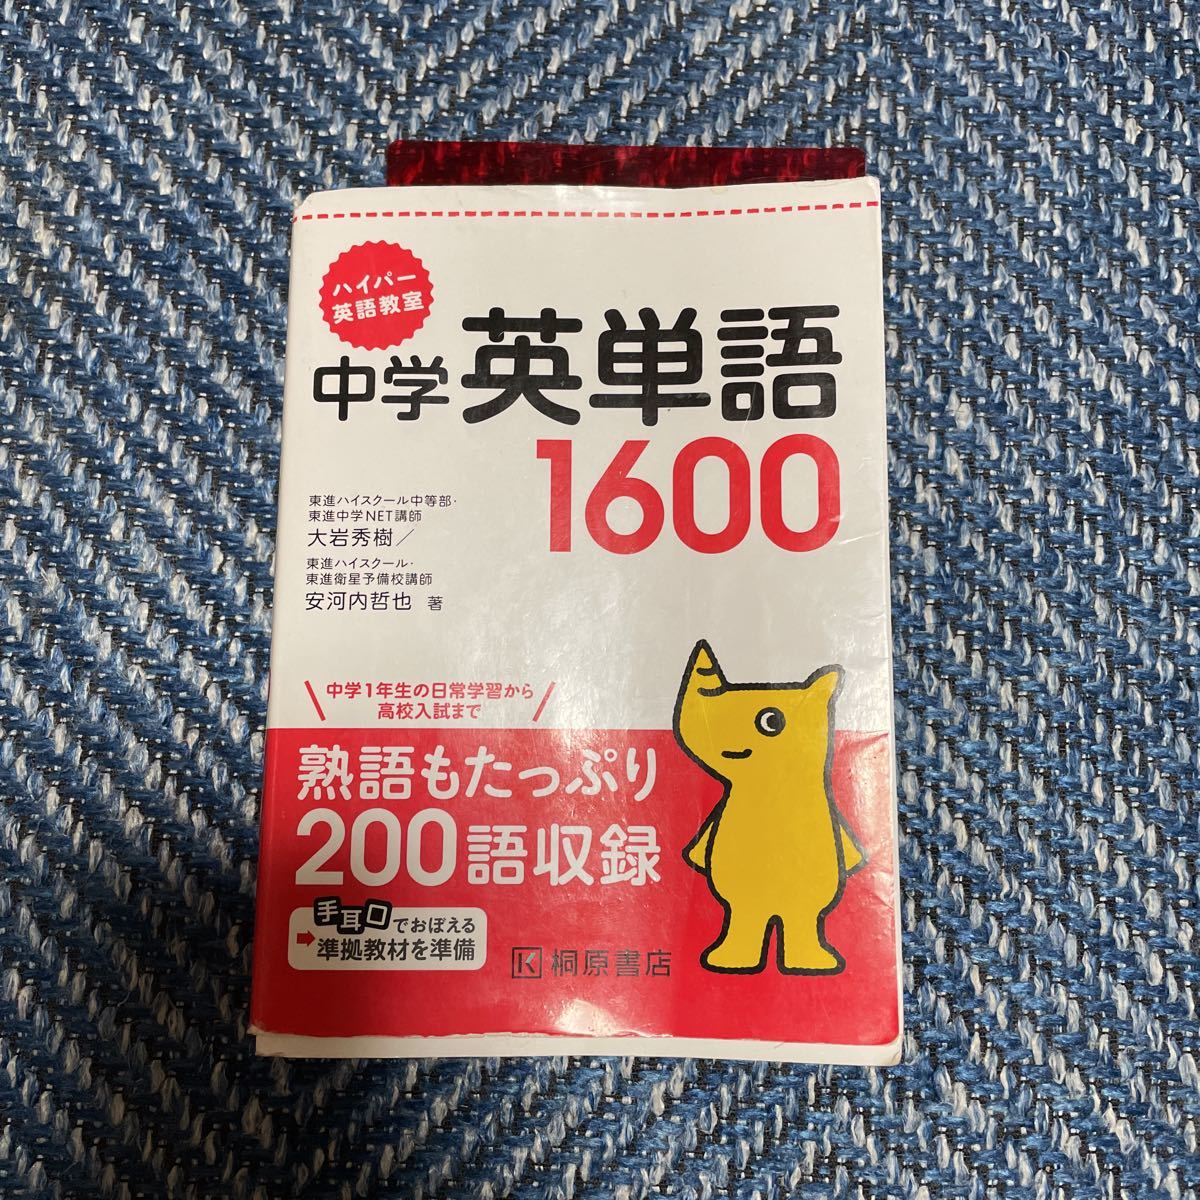 ハイパー
英語教室
中学 英単語
1600
東進ハイスクール中等部・
東進中学NET講師
大岩秀樹／
東進ハイスクール・
東進衛星予備校講師
安河内哲也 著
中学1年生の日常学習から
高校入試まで
熟語もたっぷり
200語収録
手耳口でおぼえる
準拠教材を準備
K 桐原書店